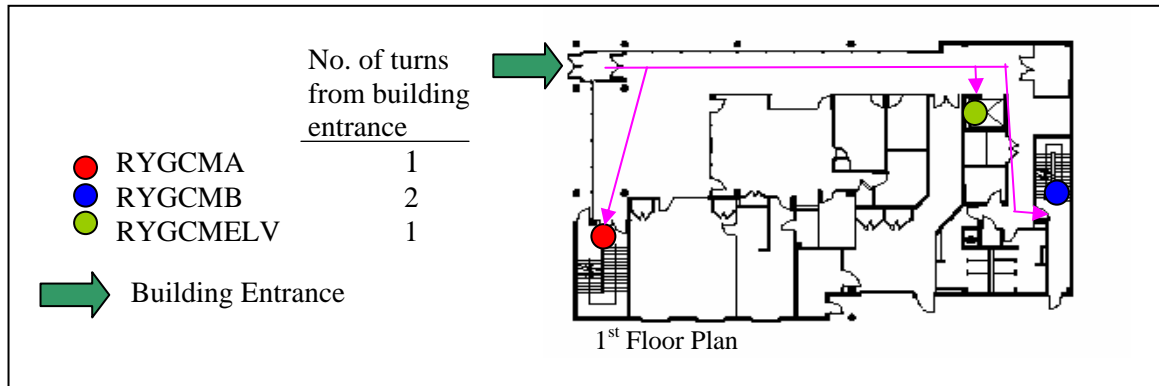 No. of turns
from building
entrance
RYGCMA 1
RYGCMB 2
RYGCMELV 1
Building Entrance
1st Floor Plan